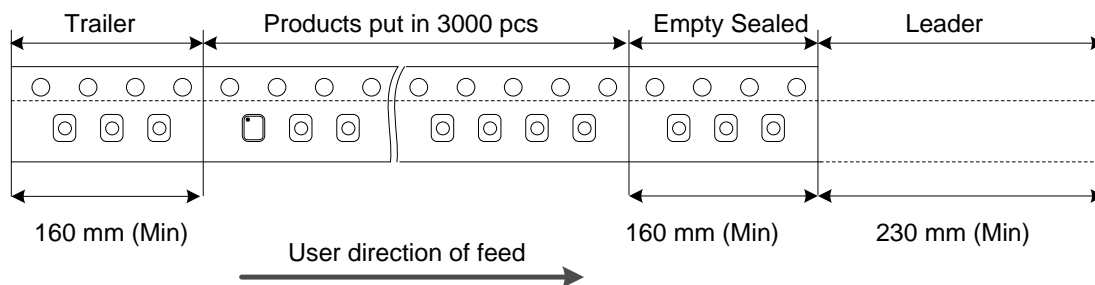 Trailer Products put in 3000 pcs Empty Sealed Leader
160 mm (Min) 160 mm (Min) 230 mm (Min)
User direction of feed